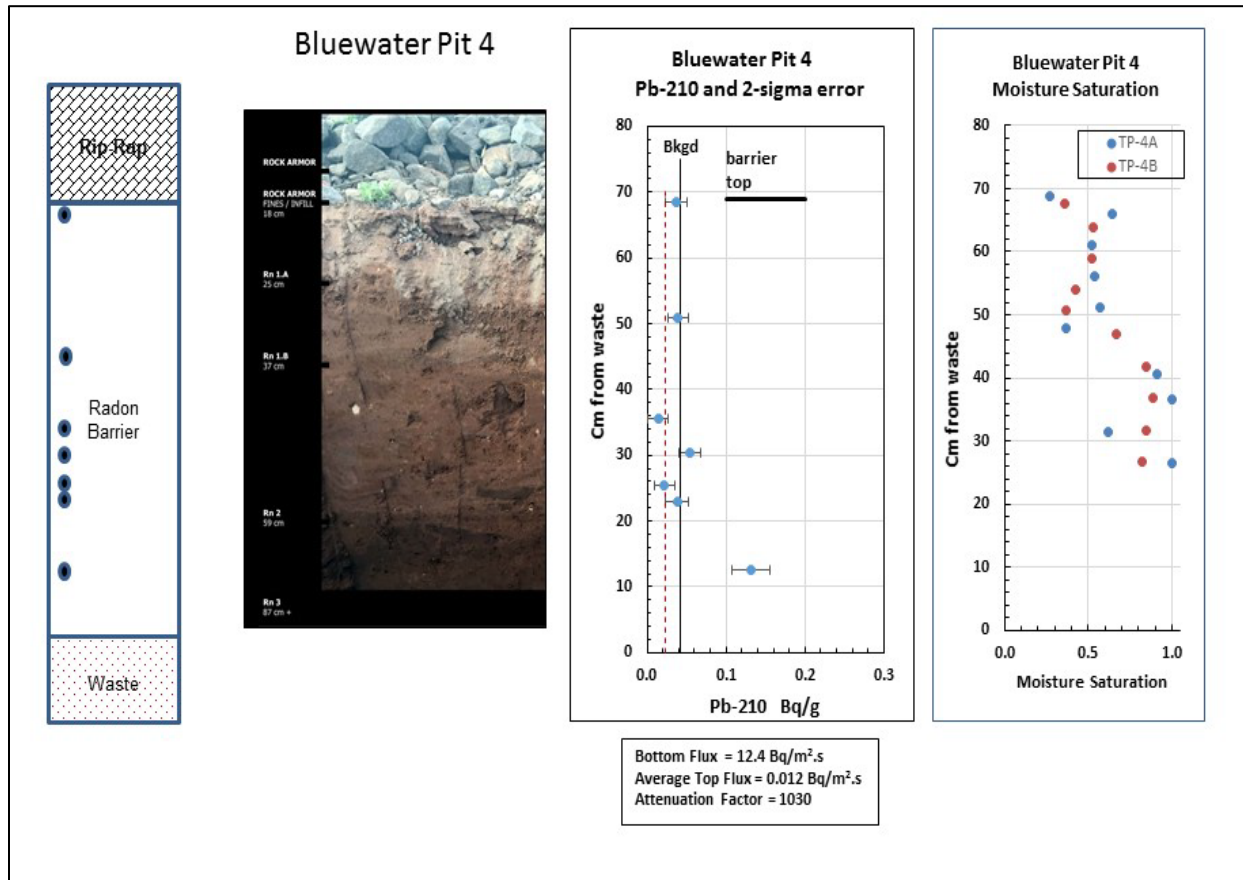 Bluewater Pit 4
Rip-Rap
Radon
Barrier
Waste
ROCK ARMOR
ROCK ARMOR
FINES / INFILL
18 cm
Rn 1.A
25 cm
Rn 1.B
37 cm
Rn 2
59 cm
Rn 3
87 cm +
Bluewater Pit 4
Pb-210 and 2-sigma error
80
70
60
50
40
30
20
10
0
Cm from waste
Bkgd
barrier
top
0.0 0.1 0.2 0.3
Pb-210 Bq/g
Bottom Flux = 12.4 Bq/m².s
Average Top Flux = 0.012 Bq/m².s
Attenuation Factor = 1030
Bluewater Pit 4
Moisture Saturation
TP-4A
TP-4B
80
70
60
50
40
30
20
10
0
Cm from waste
0.0 0.5 1.0
Moisture Saturation